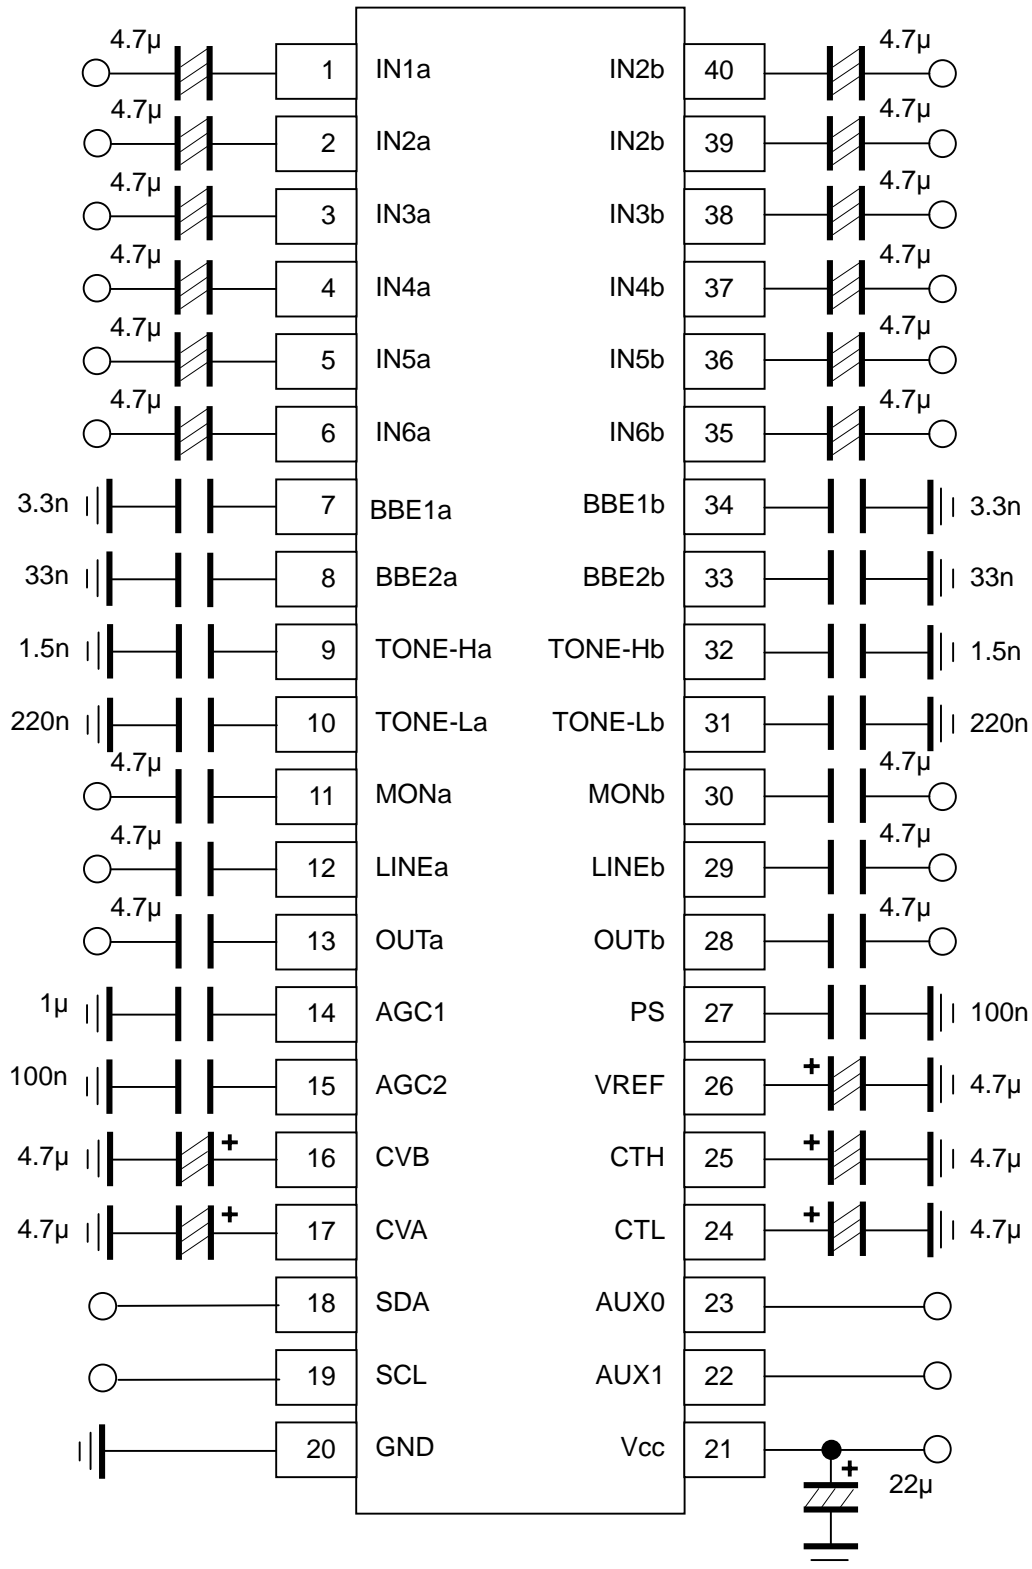 4.7µ 1 IN1a IN2b 40 4.7µ
4.7µ 2 IN2a IN2b 39 4.7µ
4.7µ 3 IN3a IN3b 38 4.7µ
4.7µ 4 IN4a IN4b 37 4.7µ
4.7µ 5 IN5a IN5b 36 4.7µ
4.7µ 6 IN6a IN6b 35 4.7µ
3.3n 7 BBE1a BBE1b 34 3.3n
33n 8 BBE2a BBE2b 33 33n
1.5n 9 TONE-Ha TONE-Hb 32 1.5n
220n 10 TONE-La TONE-Lb 31 220n
4.7µ 11 MONa MONb 30 4.7µ
4.7µ 12 LINEa LINEb 29 4.7µ
4.7µ 13 OUTa OUTb 28 4.7µ
1µ 14 AGC1 PS 27 100n
100n 15 AGC2 VREF 26 + 4.7µ
4.7µ + 16 CVB CTH 25 + 4.7µ
4.7µ + 17 CVA CTL 24 + 4.7µ
18 SDA AUX0 23
19 SCL AUX1 22
20 GND Vcc 21
+ 22µ